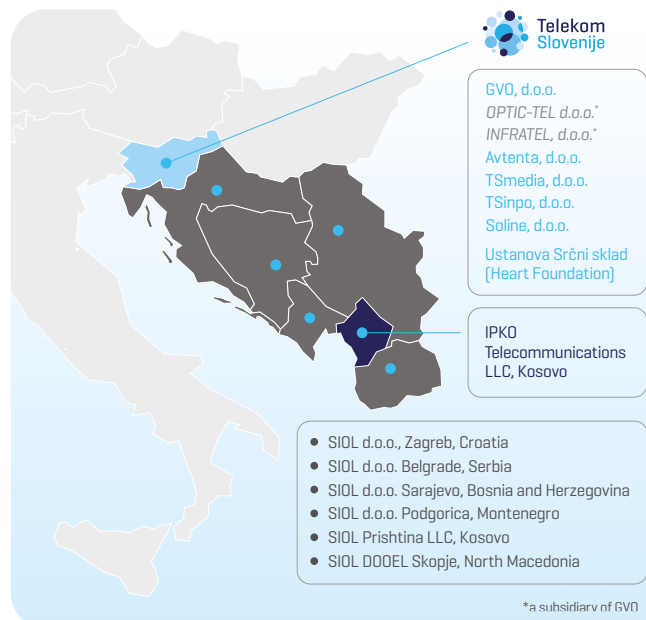 Telekom
Slovenije
GVO, d.o.o.
OPTIC-TEL d.o.o.*
INFRATEL, d.o.o.*
Avtenta, d.o.o.
TSmedia, d.o.o.
TSinpo, d.o.o.
Soline, d.o.o.
Ustanova Srčni sklad
(Heart Foundation)
IPKO
Telecommunications
LLC, Kosovo
• SIOL d.o.o., Zagreb, Croatia
• SIOL d.o.o. Belgrade, Serbia
• SIOL d.o.o. Sarajevo, Bosnia and Herzegovina
• SIOL d.o.o. Podgorica, Montenegro
• SIOL Prishtina LLC, Kosovo
• SIOL DOOEL Skopje, North Macedonia
*a subsidiary of GVO